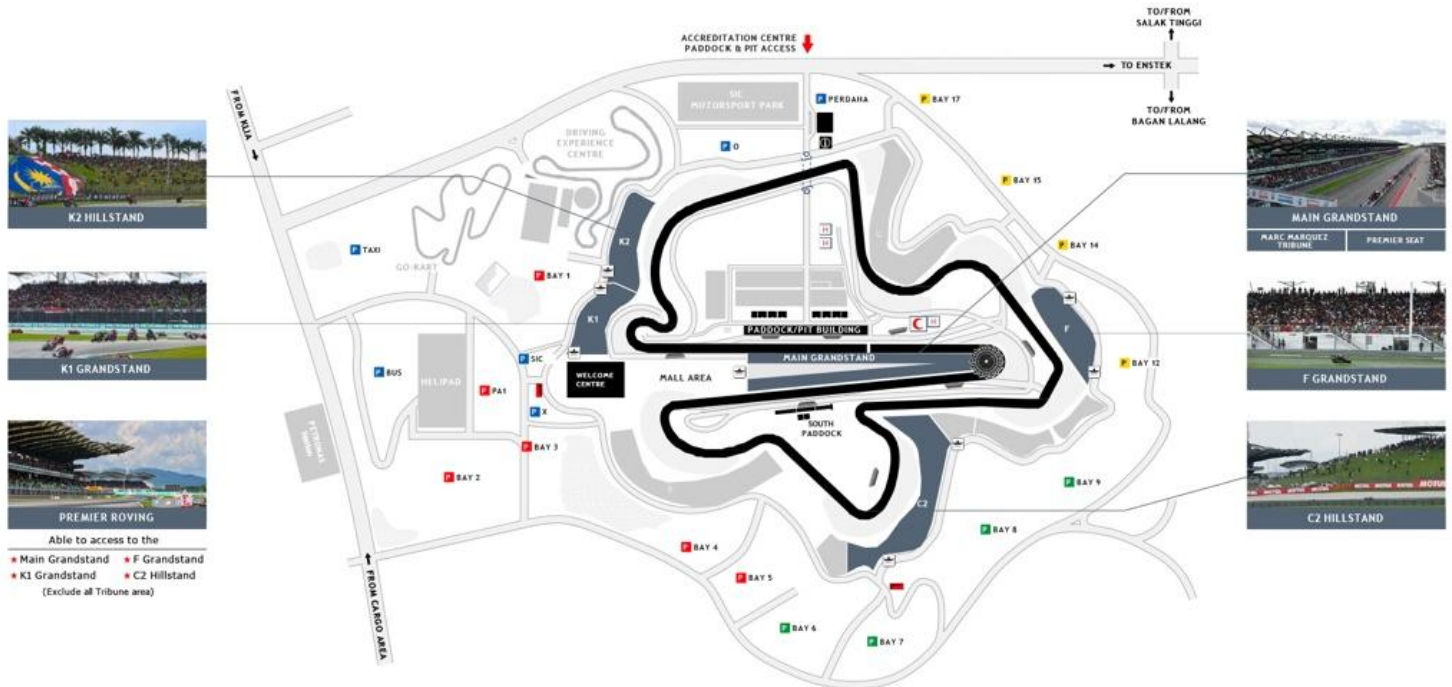 TO/FROM
SALAK TINGGI
ACCREDITATION CENTRE
PADDOCK & PIT ACCESS
TO ENSTEK
TO/FROM
BAGAN LALANG
FROM KLIA
SIC
MOTORSPORT PARK
P PERDANA
P BAY 17
DRIVING
EXPERIENCE
CENTRE
P O
P BAY 15
K2 HILLSTAND
MAIN GRANDSTAND
MARC MARQUEZ
TRIBUNE
PREMIER SEAT
K2
H
H
P TAXI
P BAY 14
GO-KART
P BAY 1
K1
F
PADDOCK/PIT BUILDING
H
K1 GRANDSTAND
F GRANDSTAND
P SIC
MAIN GRANDSTAND
P BUS
HELIPAD
WELCOME
CENTRE
MALL AREA
P BAY 12
P PA1
P X
SOUTH
PADDOCK
PETRONAS
P BAY 3
P BAY 2
P BAY 9
C2
PREMIER ROVING
C2 HILLSTAND
P BAY 8
Able to access to the
★ Main Grandstand ★ F Grandstand
★ K1 Grandstand ★ C2 Hillstand
(Exclude all Tribune area)
P BAY 4
P BAY 5
FROM CARGO AREA
P BAY 6
P BAY 7